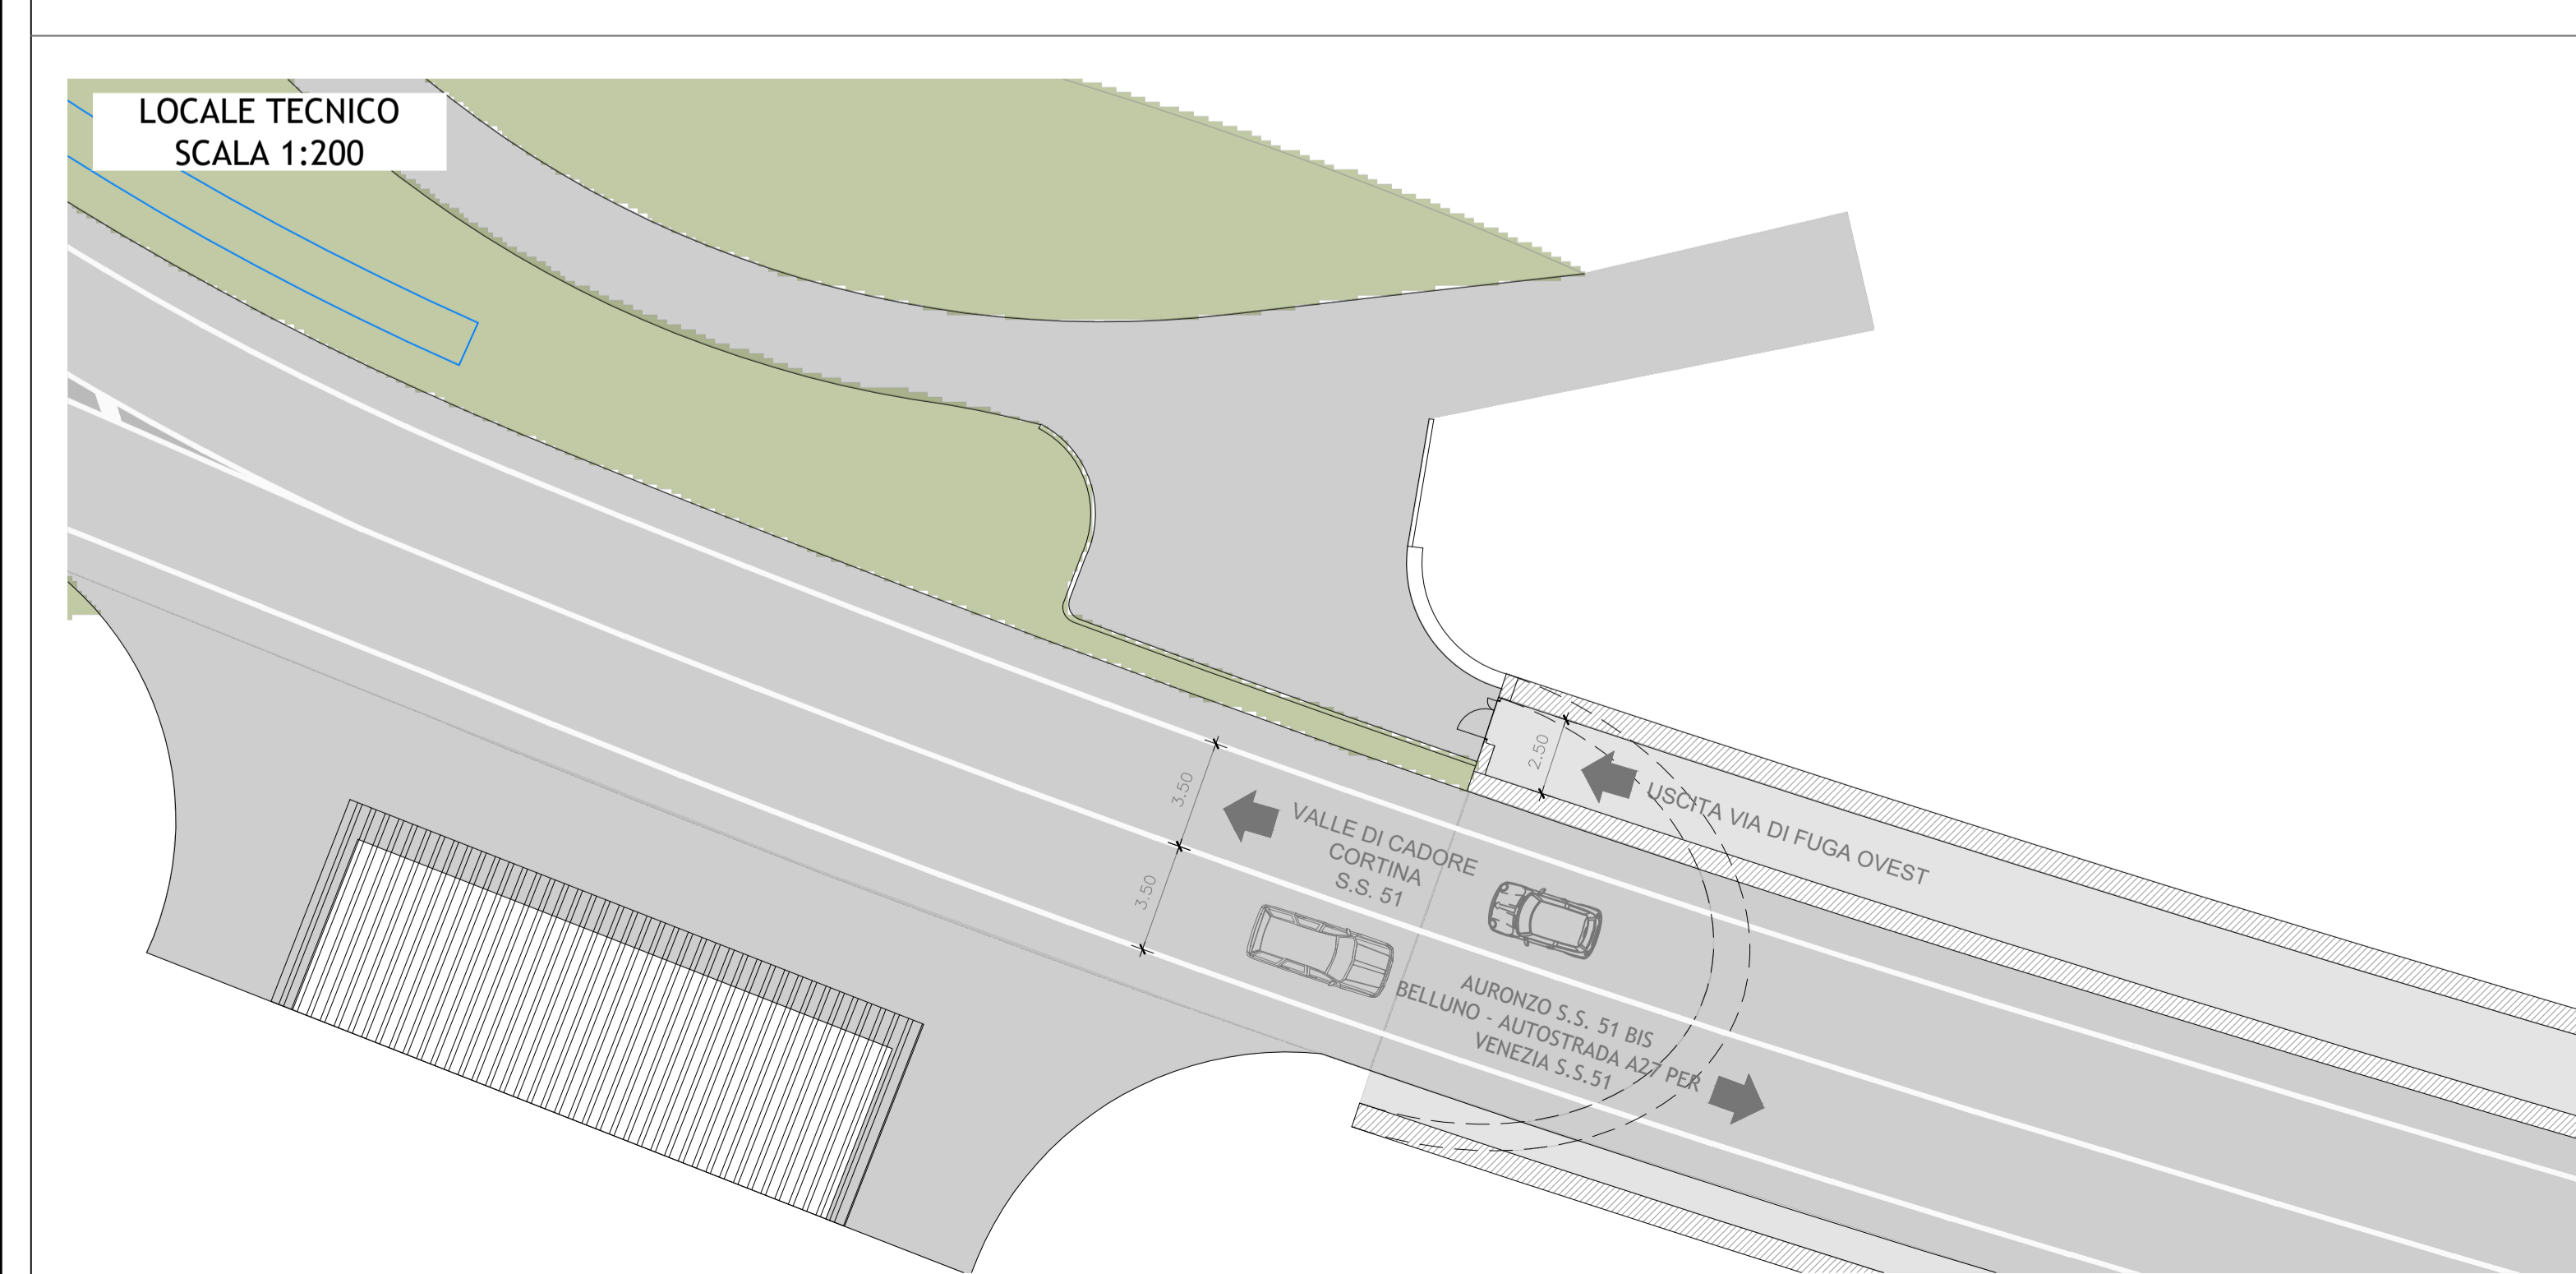 LOCALE TECNICO
SCALA 1:200
2.50
USCITA VIA DI FUGA OVEST
3.50
VALLE DI CADORE
CORTINA
S.S. 51
3.50
AURONZO S.S. 51 BIS
BELLUNO - AUTOSTRADA A27 PER
VENEZIA S.S.51